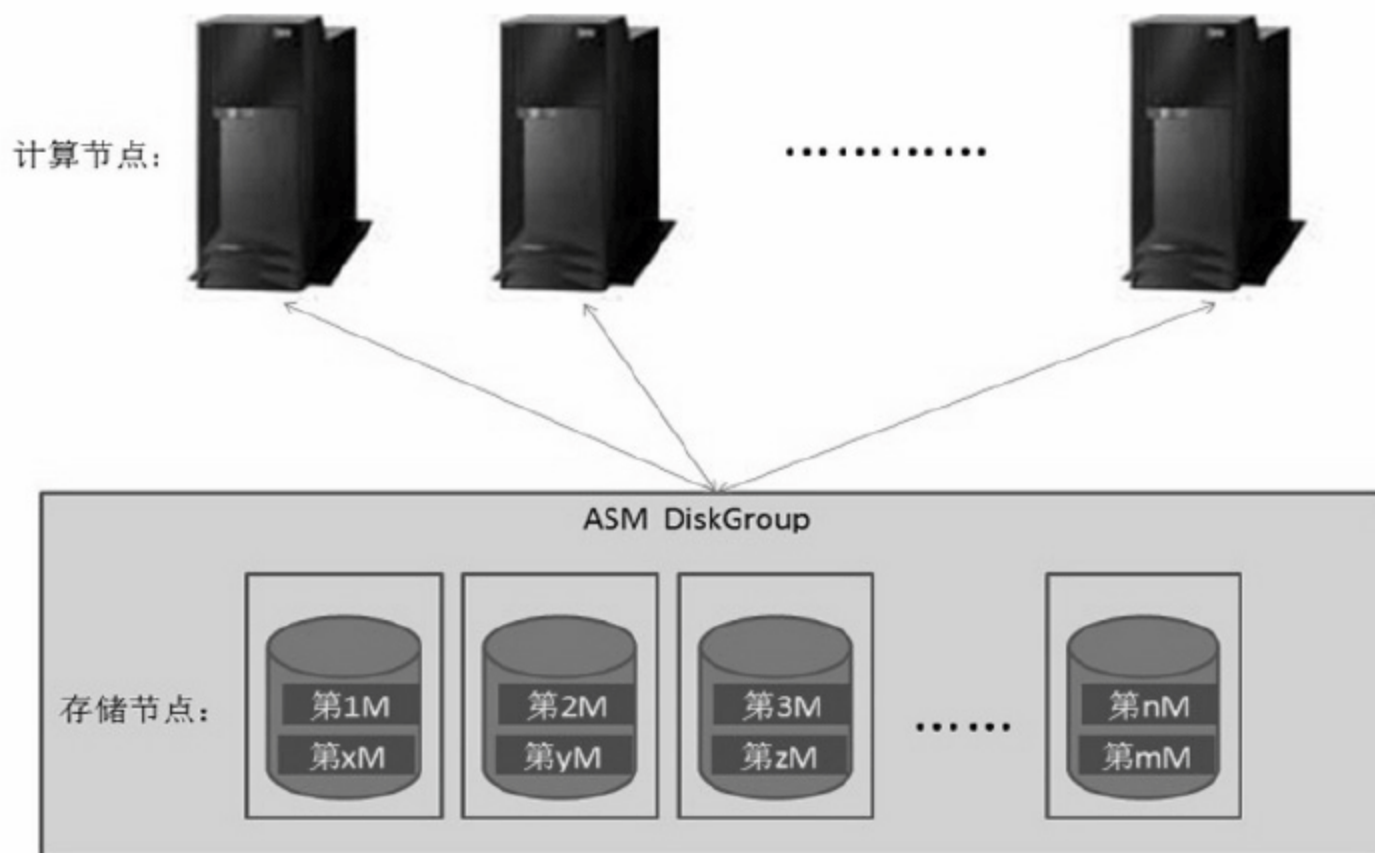 计算节点：
…………
ASM DiskGroup
存储节点：
第1M
第2M
第3M
……
第nM
第xM
第yM
第zM
第mM